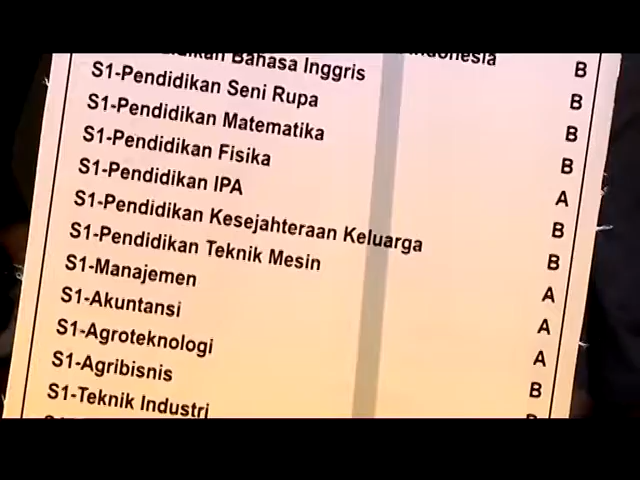 Indonesia B
Bahasa Inggris B
S1-Pendidikan Seni Rupa B
S1-Pendidikan Matematika B
S1-Pendidikan Fisika A
S1-Pendidikan IPA B
S1-Pendidikan Kesejahteraan Keluarga B
S1-Pendidikan Teknik Mesin A
S1-Manajemen A
S1-Akuntansi A
S1-Agroteknologi B
S1-Agribisnis
S1-Teknik Industri